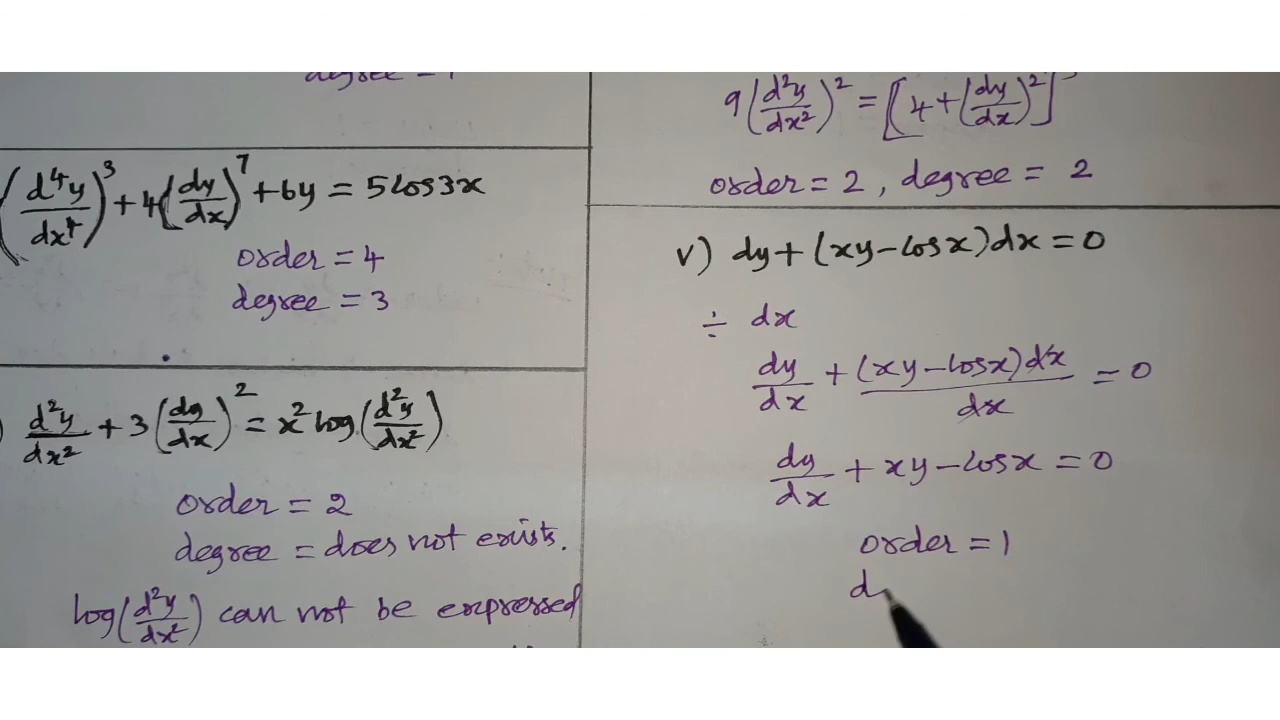 degree = 1
(d⁴y/dx⁴)³ + 4(dy/dx)⁷ + 6y = 5cos3x
order = 4
degree = 3
d²y/dx² + 3(dy/dx)² = x² log(d²y/dx²)
order = 2
degree = does not exists.
log(d²y/dx²) can not be expressed
9(d²y/dx²)² = [4 + (dy/dx)²]³
order = 2, degree = 2
v) dy + (xy - cosx)dx = 0
÷ dx
dy/dx + (xy - cosx)dx/dx = 0
dy/dx + xy - cosx = 0
order = 1
d